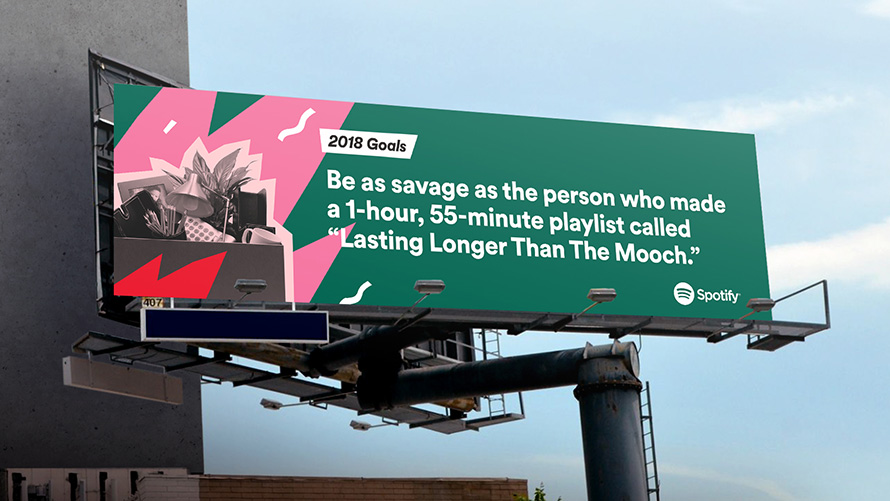 2018 Goals
Be as savage as the person who made
a 1-hour, 55-minute playlist called
“Lasting Longer Than The Mooch.”
Spotify
407